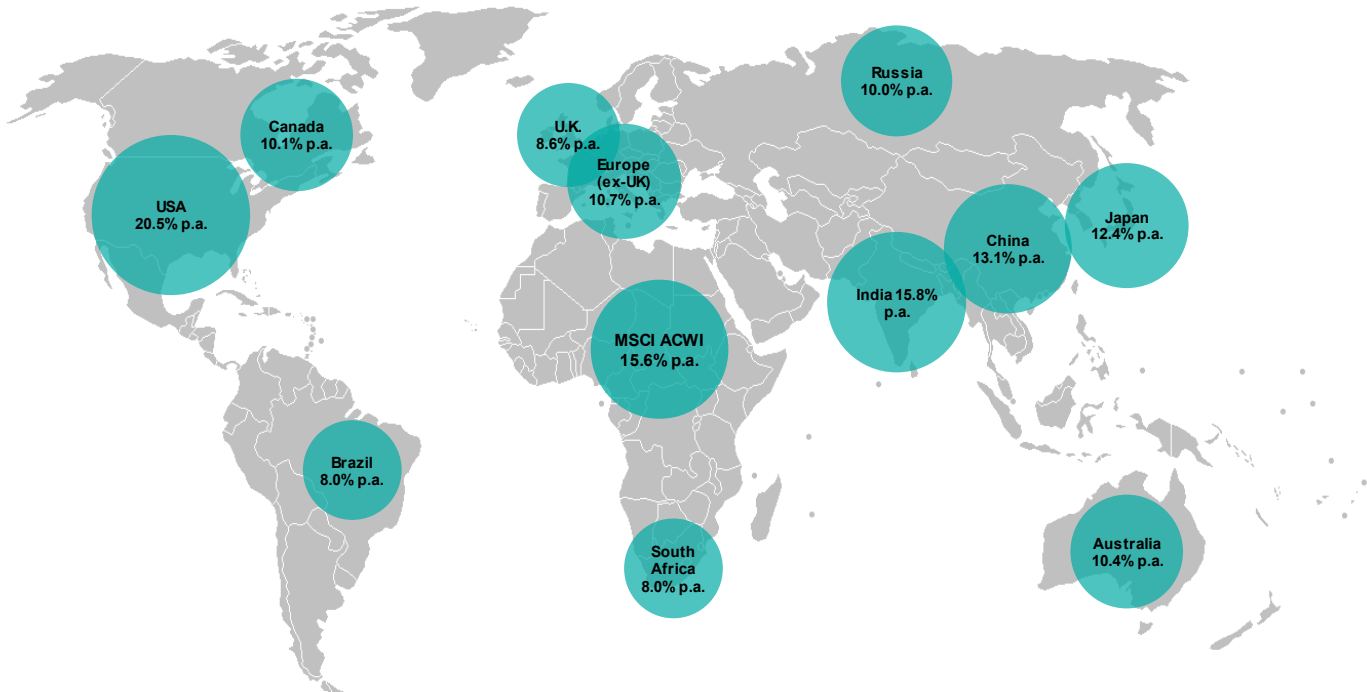 Russia
10.0% p.a.
Canada
10.1% p.a.
U.K.
8.6% p.a.
Europe
(ex-UK)
10.7% p.a.
USA
20.5% p.a.
Japan
12.4% p.a.
China
13.1% p.a.
India 15.8%
p.a.
MSCI ACWI
15.6% p.a.
Brazil
8.0% p.a.
South
Africa
8.0% p.a.
Australia
10.4% p.a.